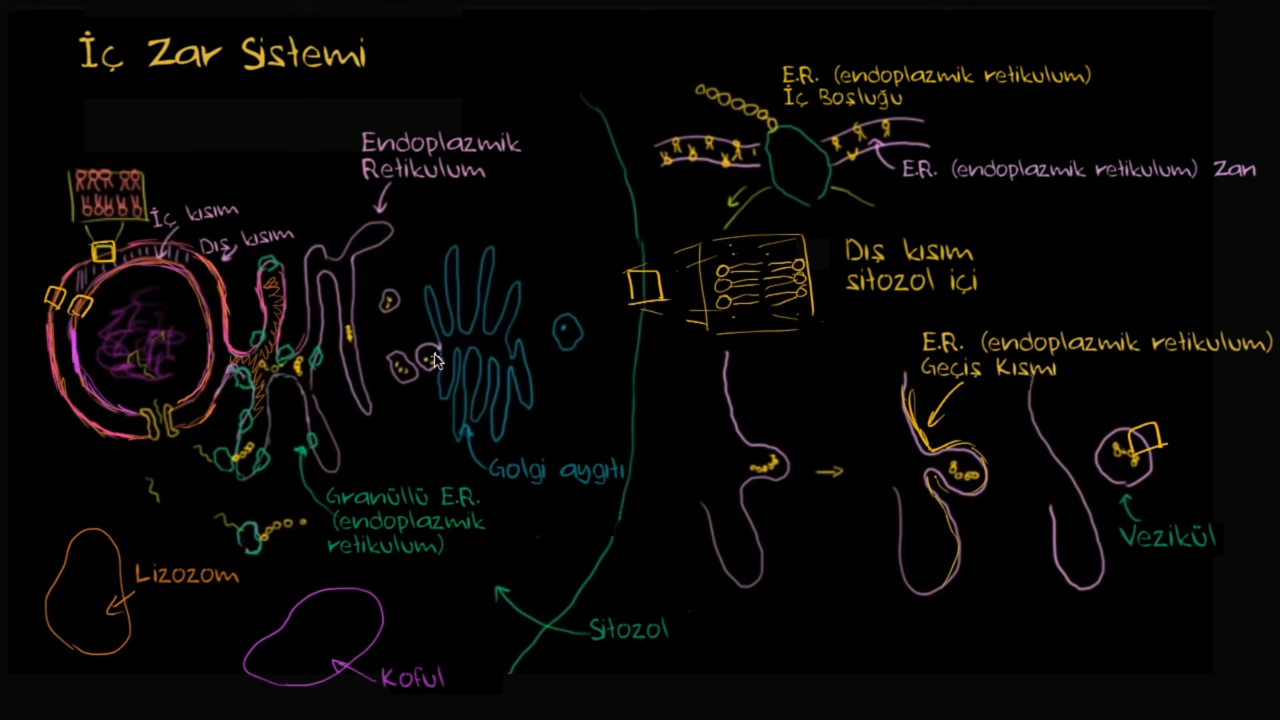 İç Zar Sistemi
Endoplazmik
Retikulum
İç kısım
Dış kısım
Golgi aygıtı
Granüllü E.R.
(endoplazmik
retikulum)
Lizozom
Koful
Sitozol
E.R. (endoplazmik retikulum)
İç Boşluğu
E.R. (endoplazmik retikulum) Zarı
Dış kısım
sitozol içi
E.R. (endoplazmik retikulum)
Geçiş Kısmı
Vezikül